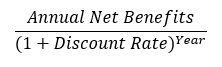 Annual Net Benefits
(1 + Discount Rate)^Year